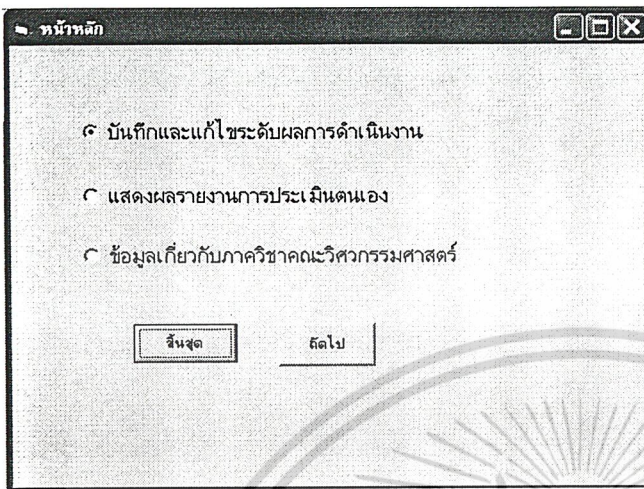 หน้าหลัก
บันทึกและแก้ไขระดับผลการดำเนินงาน
แสดงผลรายงานการประเมินตนเอง
ข้อมูลเกี่ยวกับภาควิชาคณะวิศวกรรมศาสตร์
สิ้นสุด ถัดไป